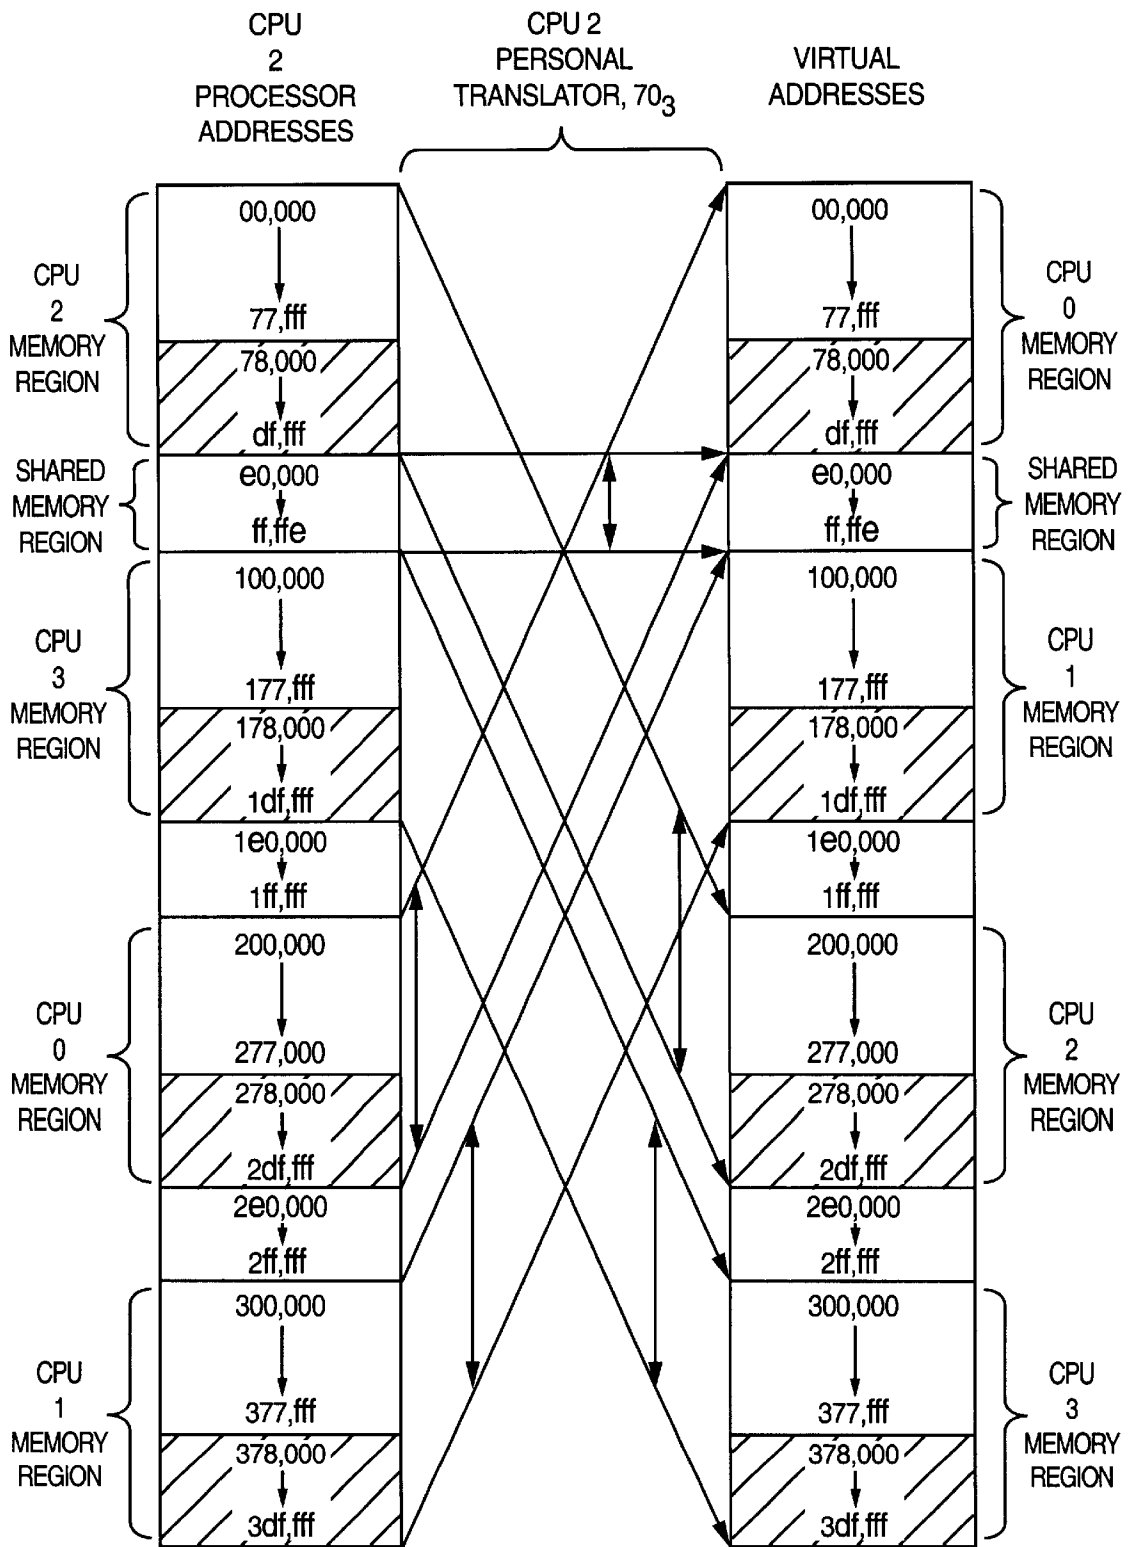 CPU
2
PROCESSOR
ADDRESSES
CPU 2
PERSONAL
TRANSLATOR, 70₃
VIRTUAL
ADDRESSES
CPU
2
MEMORY
REGION
SHARED
MEMORY
REGION
CPU
3
MEMORY
REGION
CPU
0
MEMORY
REGION
CPU
1
MEMORY
REGION
00,000
77,fff
78,000
df,fff
e0,000
ff,ffe
100,000
177,fff
178,000
1df,fff
1e0,000
1ff,fff
200,000
277,000
278,000
2df,fff
2e0,000
2ff,fff
300,000
377,fff
378,000
3df,fff
00,000
77,fff
78,000
df,fff
e0,000
ff,ffe
100,000
177,fff
178,000
1df,fff
1e0,000
1ff,fff
200,000
277,000
278,000
2df,fff
2e0,000
2ff,fff
300,000
377,fff
378,000
3df,fff
CPU
0
MEMORY
REGION
SHARED
MEMORY
REGION
CPU
1
MEMORY
REGION
CPU
2
MEMORY
REGION
CPU
3
MEMORY
REGION